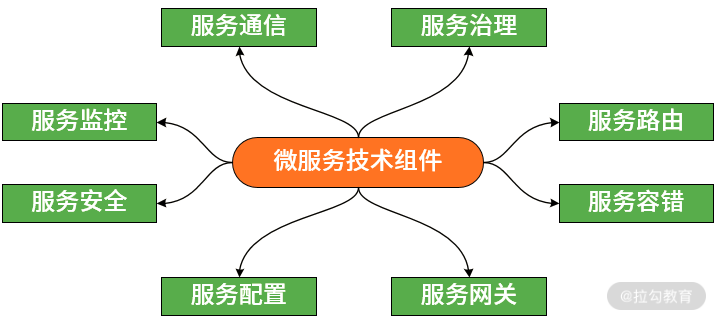 服务通信
服务治理
服务监控
服务路由
微服务技术组件
服务安全
服务容错
服务配置
服务网关
@拉勾教育